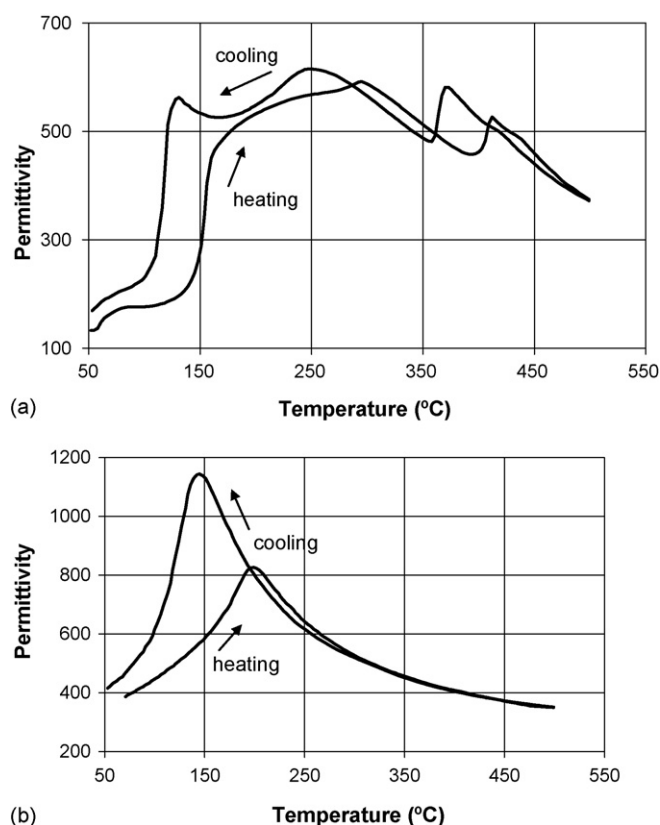 700
cooling
500
heating
300
100
Permittivity
50 150 250 350 450 550
(a)
Temperature (ºC)
1200
1000
cooling
800
heating
600
400
200
Permittivity
50 150 250 350 450 550
(b)
Temperature (ºC)